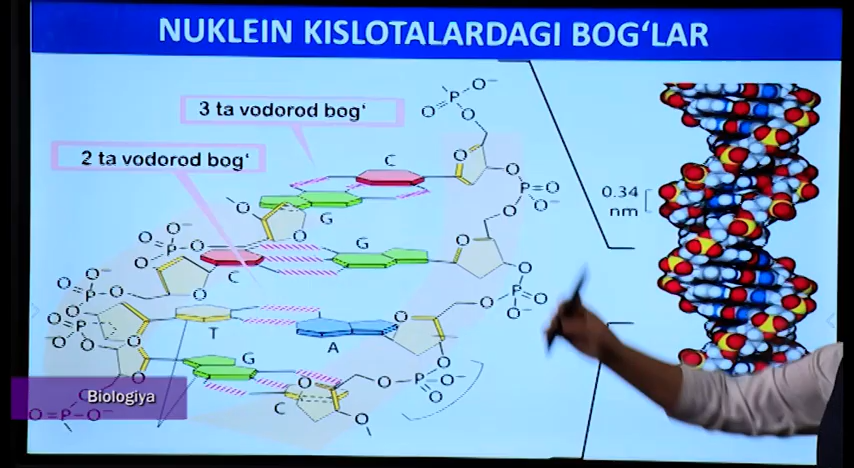 NUKLEIN KISLOTALARDAGI BOG‘LAR
3 ta vodorod bog‘
2 ta vodorod bog‘
C
G
G
C
T
A
G
C
0.34
nm
O⁻
O=P
O
O
O
P=O
O⁻
O
O
O⁻
O=P
O
O
O
O⁻
O=P
O
O
O
P=O
O⁻
O⁻
O=P
O
O
O
O
O
O
P
O⁻
O
O
O
Biologiya
O=P
O⁻